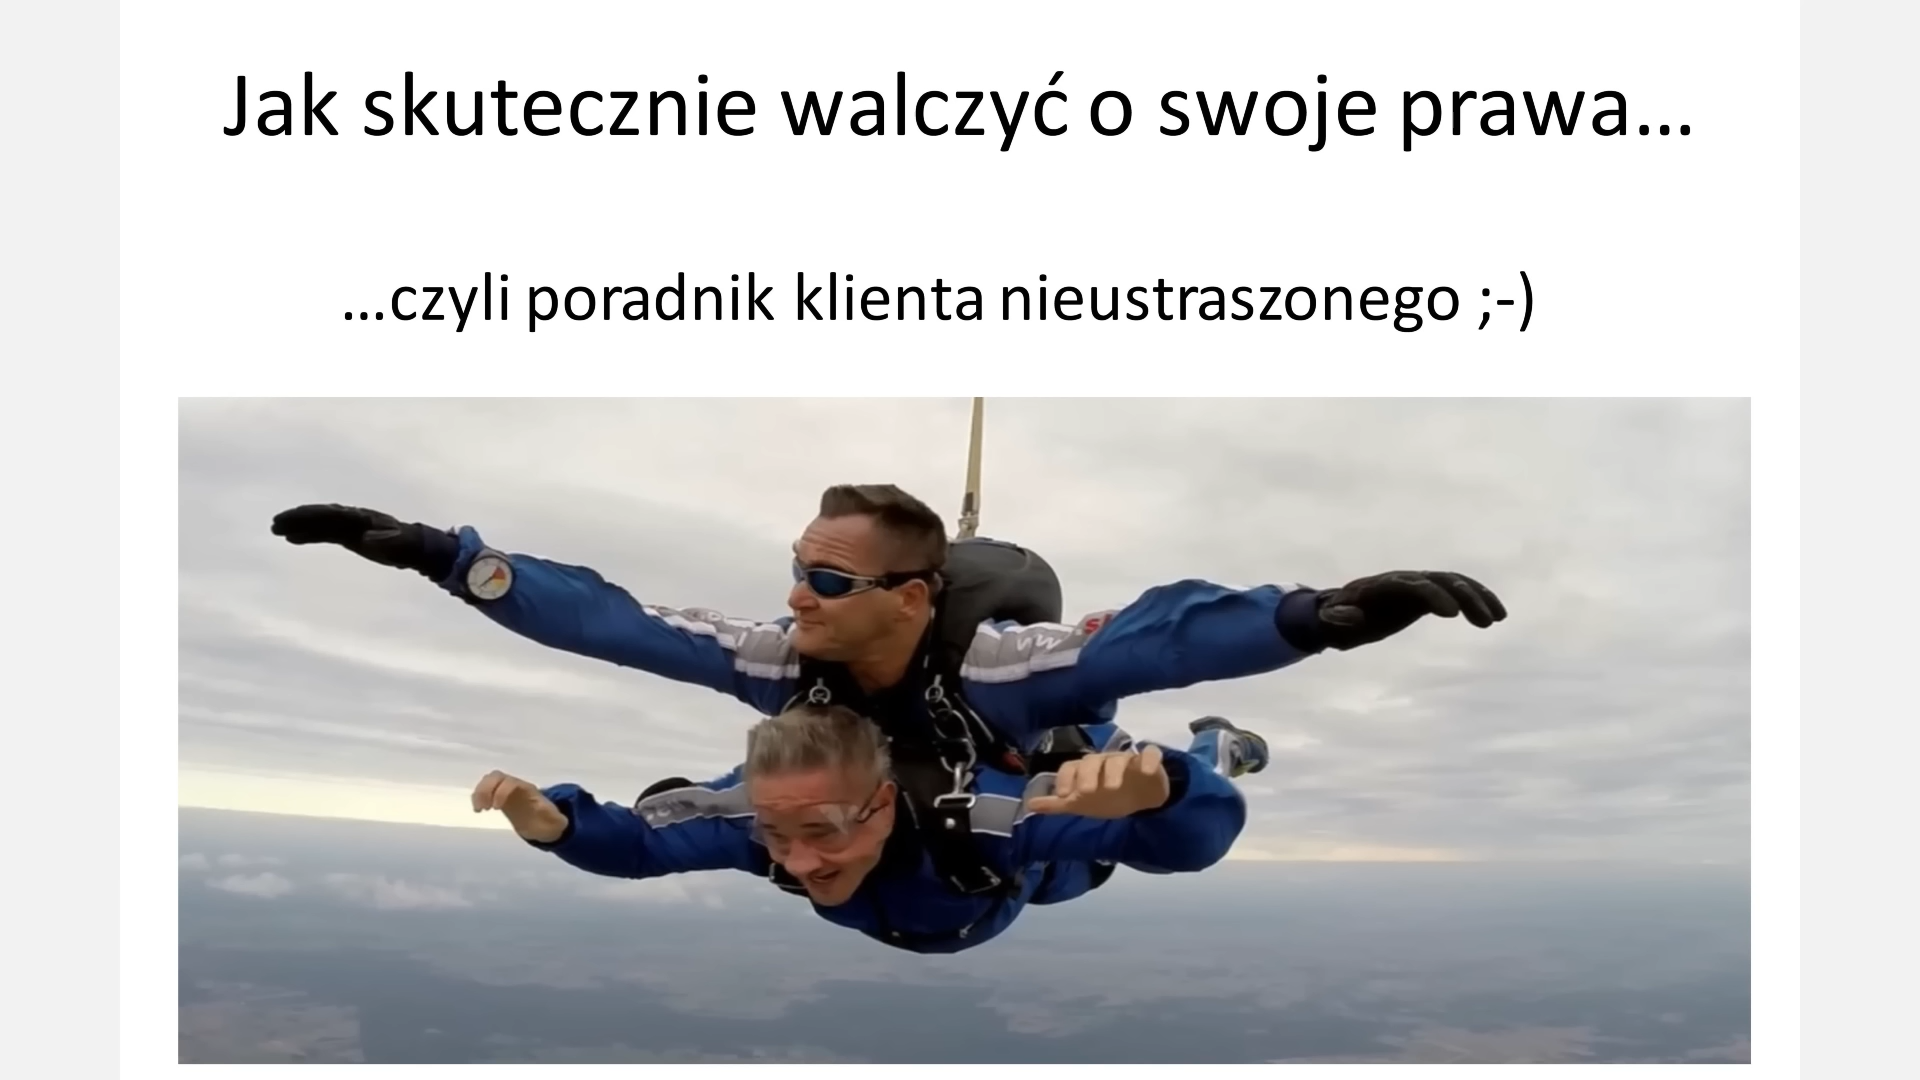 Jak skutecznie walczyć o swoje prawa...
...czyli poradnik klienta nieustraszonego ;-)